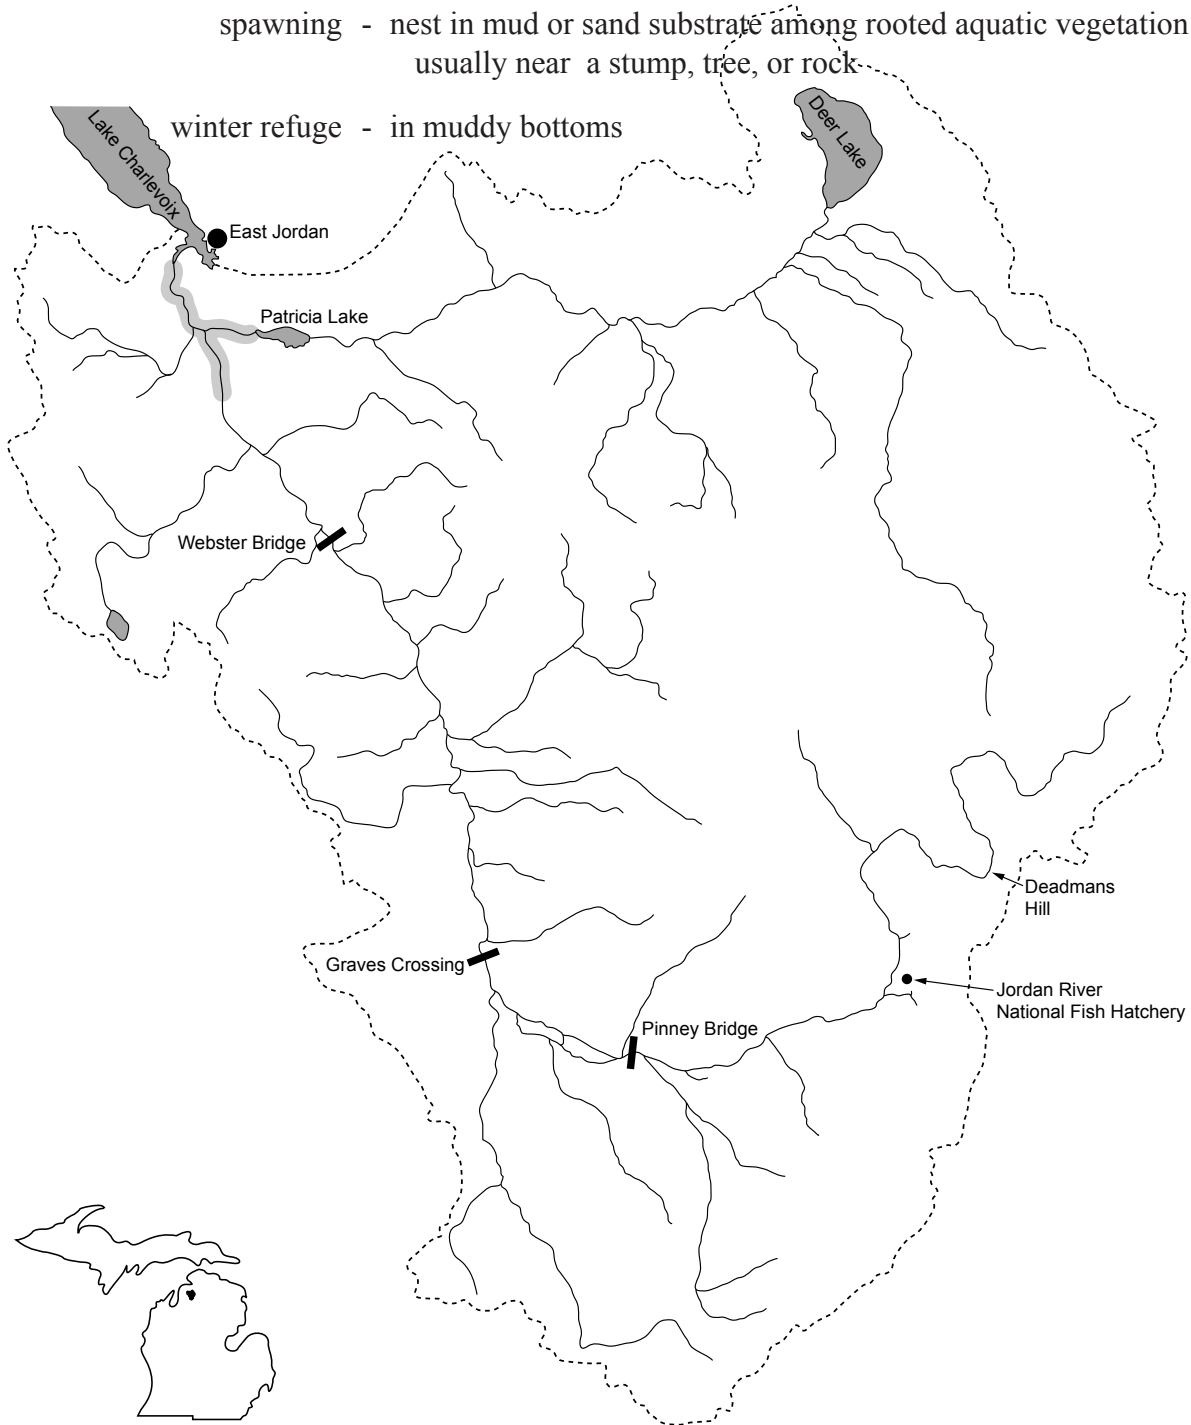 spawning - nest in mud or sand substrate among rooted aquatic vegetation
usually near a stump, tree, or rock
winter refuge - in muddy bottoms
Lake Charlevoix
Deer Lake
East Jordan
Patricia Lake
Webster Bridge
Deadmans
Hill
Graves Crossing
Jordan River
National Fish Hatchery
Pinney Bridge